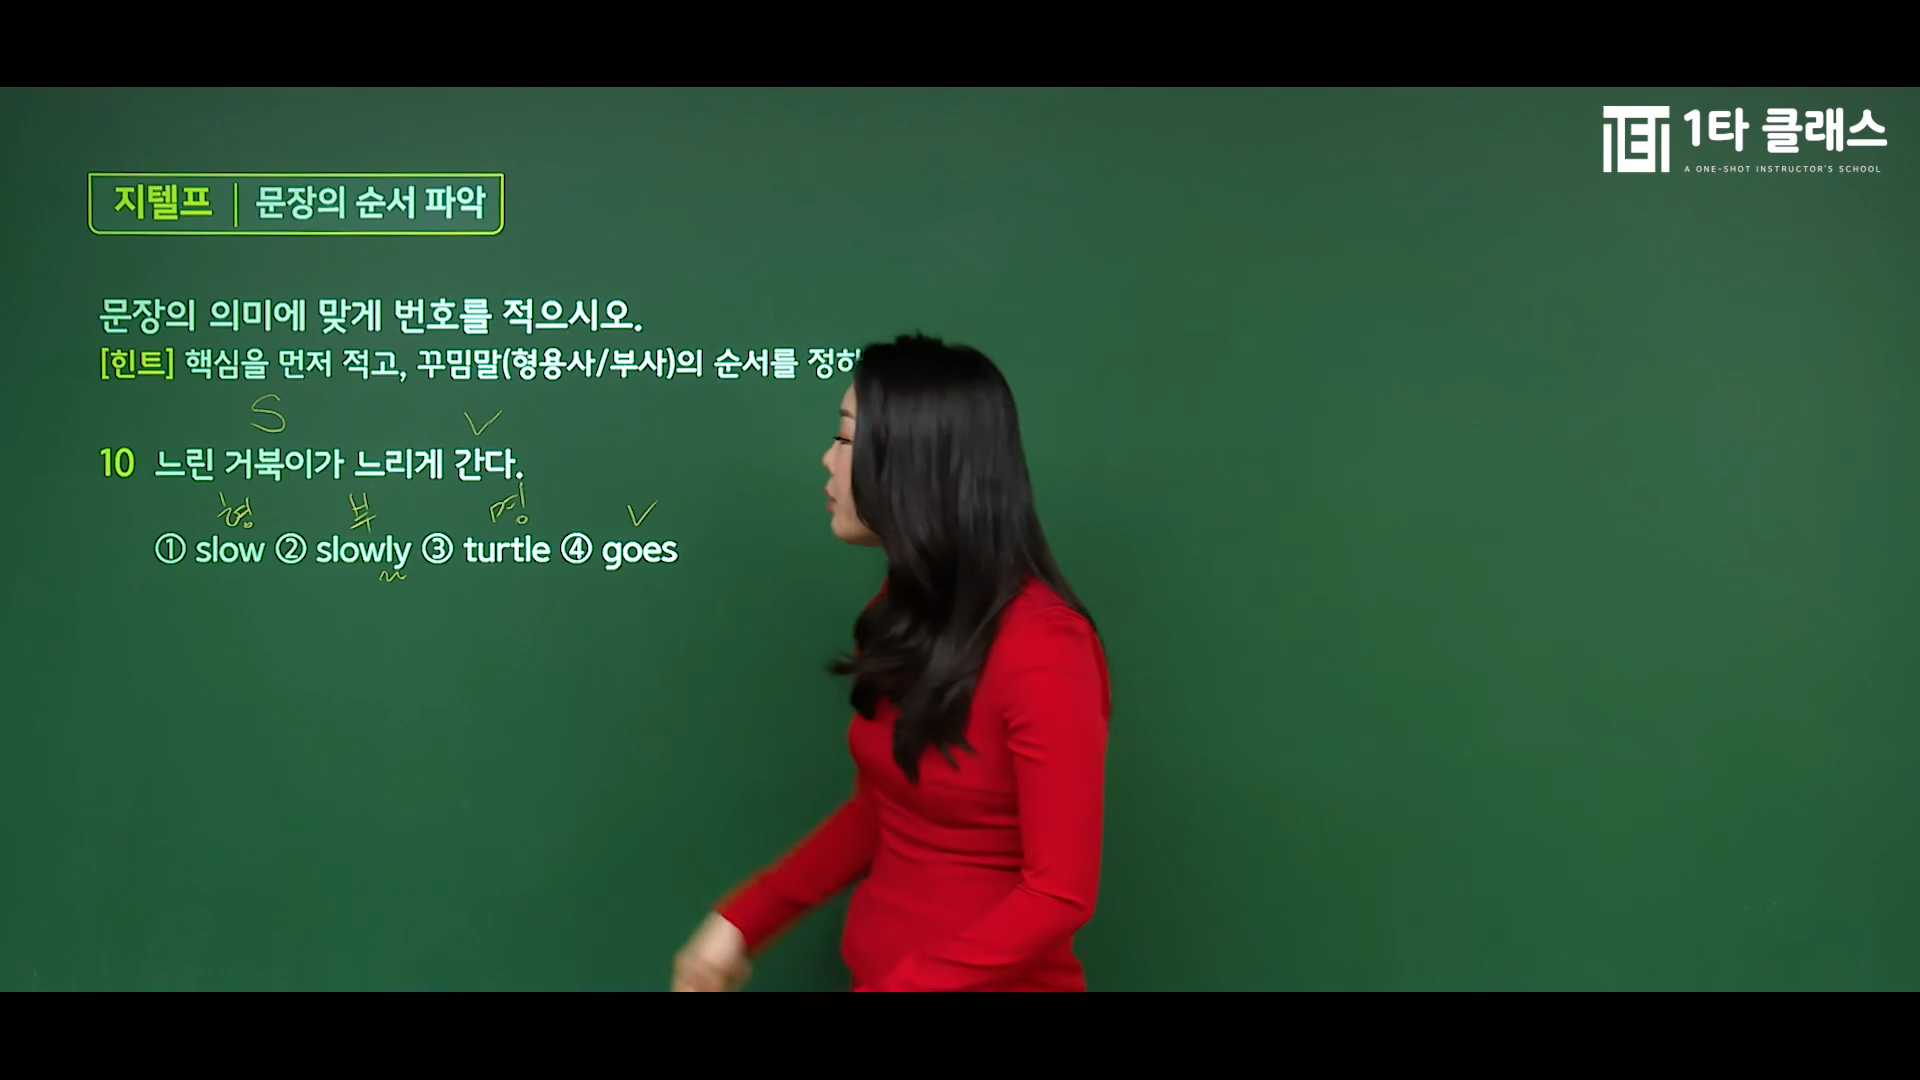 1타 클래스
A ONE-SHOT INSTRUCTOR'S SCHOOL
지텔프 | 문장의 순서 파악
문장의 의미에 맞게 번호를 적으시오.
[힌트] 핵심을 먼저 적고, 꾸밈말(형용사/부사)의 순서를
S V
10 느린 거북이가 느리게 간다.
형 부 명 V
① slow ② slowly ③ turtle ④ goes